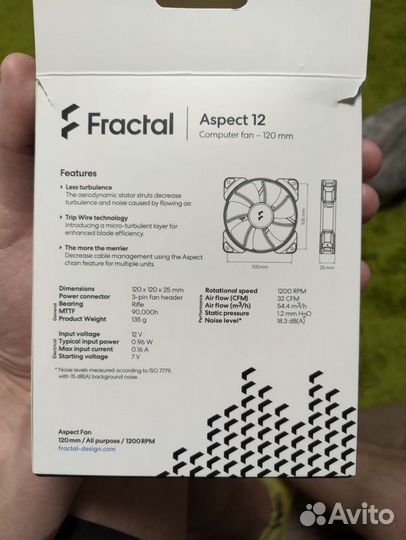 Fractal
Aspect 12
Computer fan – 120 mm
Features
Less turbulence
The aerodynamic stator struts decrease
turbulence and noise caused by flowing air.
Trip Wire technology
Introducing a micro-turbulent layer for
enhanced blade efficiency.
The more the merrier
Decrease cable management using the Aspect
chain feature for multiple units.
105 mm
25 mm
General
Dimensions 120 x 120 x 25 mm
Power connector 3-pin fan header
Bearing Rifle
MTTF 90,000h
Product Weight 135 g
Electrical
Input voltage 12 V
Typical input power 0.96 W
Max input current 0.16 A
Starting voltage 7 V
Performance
Rotational speed 1200 RPM
Air flow (CFM) 32 CFM
Air flow (m³/h) 54.4 m³/h
Static pressure 1.2 mm H₂O
Noise level* 18.3 dB(A)
* Noise levels measured according to ISO 7779,
with 15 dB(A) background noise.
Aspect Fan
120 mm / All purpose / 1200 RPM
fractal-design.com
Avito